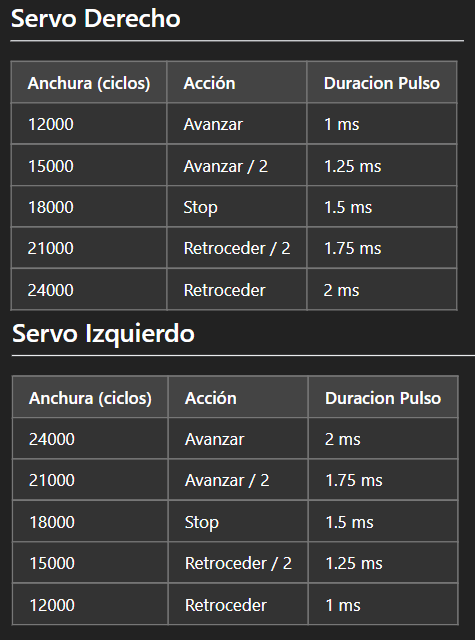 Servo Derecho
Anchura (ciclos) Acción Duracion Pulso
12000 Avanzar 1 ms
15000 Avanzar / 2 1.25 ms
18000 Stop 1.5 ms
21000 Retroceder / 2 1.75 ms
24000 Retroceder 2 ms
Servo Izquierdo
Anchura (ciclos) Acción Duracion Pulso
24000 Avanzar 2 ms
21000 Avanzar / 2 1.75 ms
18000 Stop 1.5 ms
15000 Retroceder / 2 1.25 ms
12000 Retroceder 1 ms